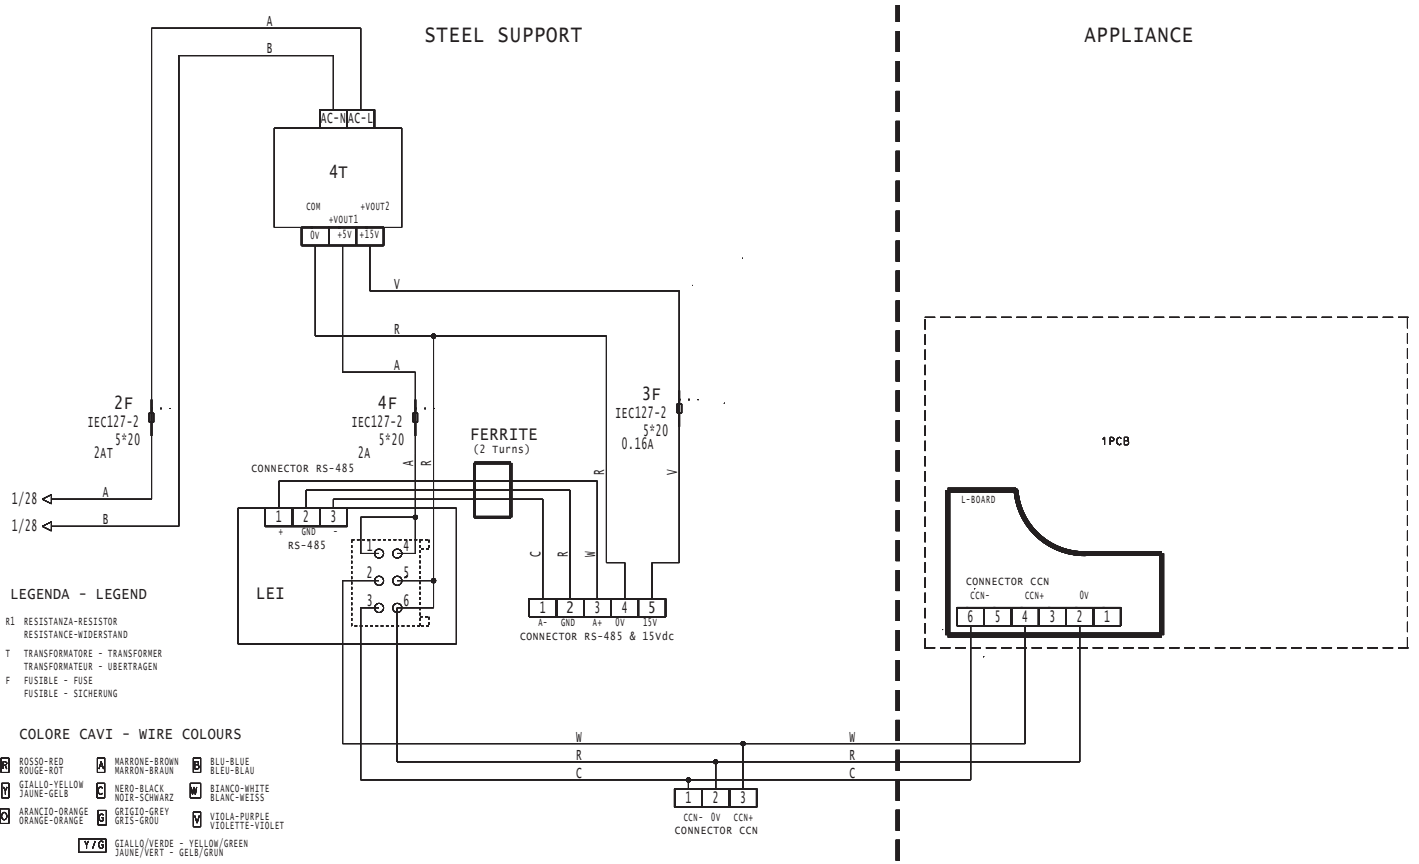 A
STEEL SUPPORT
APPLIANCE
B
AC-N AC-L
4T
COM +VOUT2
+VOUT1
0V +5V +15V
V
R
A
2F
IEC127-2
5*20
2AT
4F
IEC127-2
5*20
2A
3F
IEC127-2
5*20
0.16A
FERRITE
(2 Turns)
A
R
R
V
1PCB
CONNECTOR RS-485
1/28 A
1/28 B
1 2 3
+ GND -
RS-485
LEI
1 4
2 5
3 6
C R W
1 2 3 4 5
A- GND A+ 0V 15V
CONNECTOR RS-485 & 15Vdc
L-BOARD
CONNECTOR CCN
CCN- CCN+ 0V
6 5 4 3 2 1
LEGENDA - LEGEND
R1 RESISTANZA-RESISTOR
RESISTANCE-WIDERSTAND
T TRANSFORMATORE - TRANSFORMER
TRANSFORMATEUR - UBERTRAGEN
F FUSIBLE - FUSE
FUSIBLE - SICHERUNG
W W
R R
C C
1 2 3
CCN- 0V CCN+
CONNECTOR CCN
COLORE CAVI - WIRE COLOURS
R ROSSO-RED
ROUGE-ROT
A MARRONE-BROWN
MARRON-BRAUN
B BLU-BLUE
BLEU-BLAU
Y GIALLO-YELLOW
JAUNE-GELB
C NERO-BLACK
NOIR-SCHWARZ
W BIANCO-WHITE
BLANC-WEISS
O ARANCIO-ORANGE
ORANGE-ORANGE
G GRIGIO-GREY
GRIS-GROU
V VIOLA-PURPLE
VIOLETTE-VIOLET
Y/G GIALLO/VERDE - YELLOW/GREEN
JAUNE/VERT - GELB/GRUN